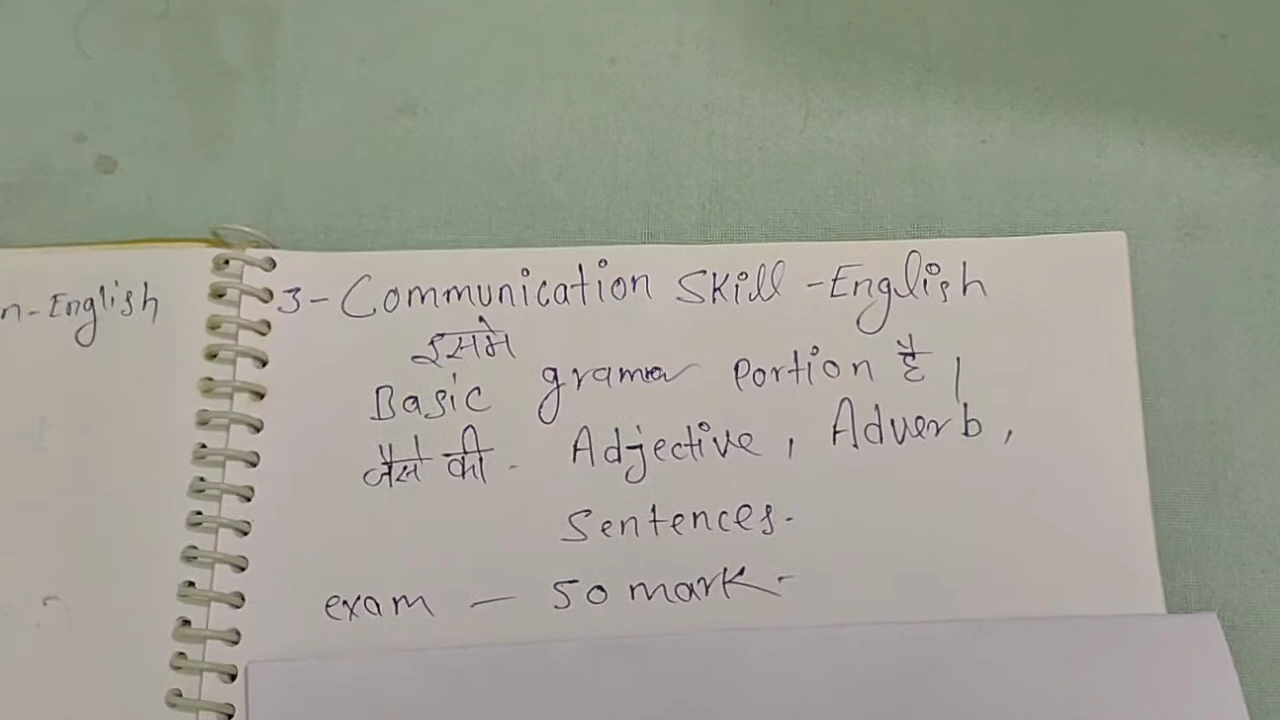 n-English
3-Communication Skill -English
इसमे
Basic gramar portion है |
जैसे की - Adjective, Adverb,
Sentences-
exam — 50 mark-